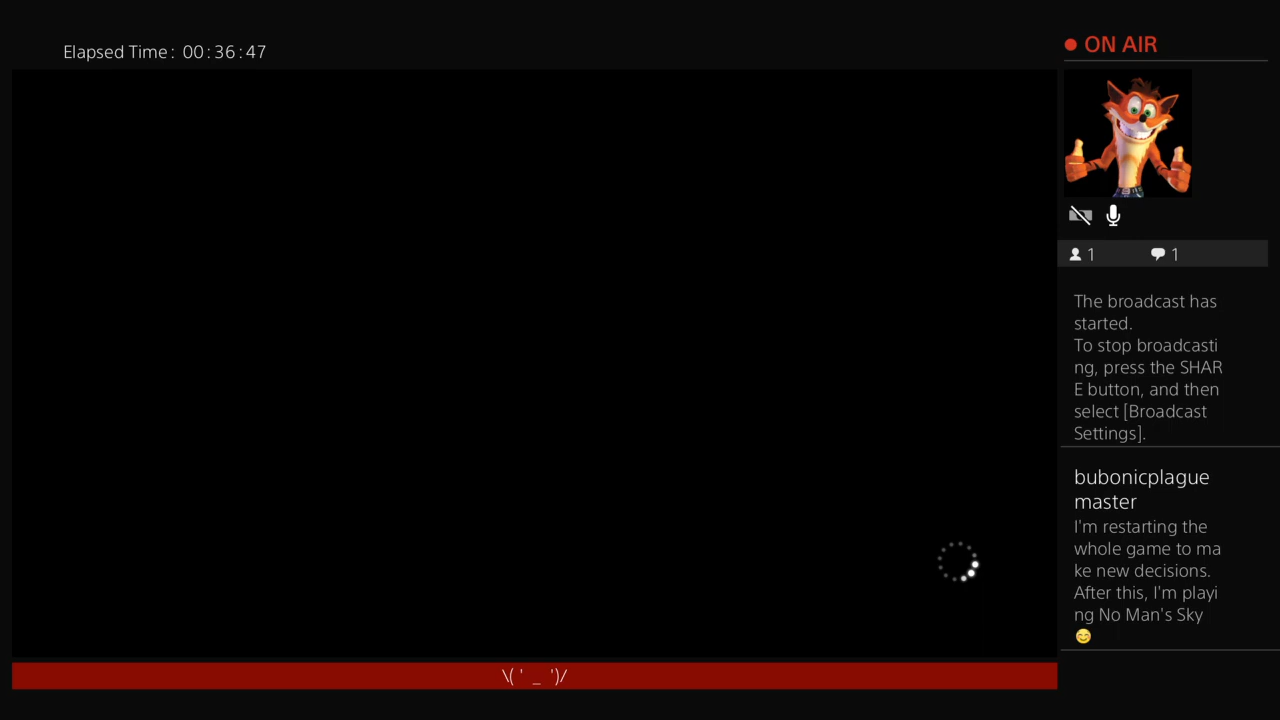 Elapsed Time: 00:36:47
ON AIR
1
1
The broadcast has
started.
To stop broadcasti
ng, press the SHAR
E button, and then
select [Broadcast
Settings].
bubonicplague
master
I'm restarting the
whole game to ma
ke new decisions.
After this, I'm playi
ng No Man's Sky
😊
\( ' _ ')/